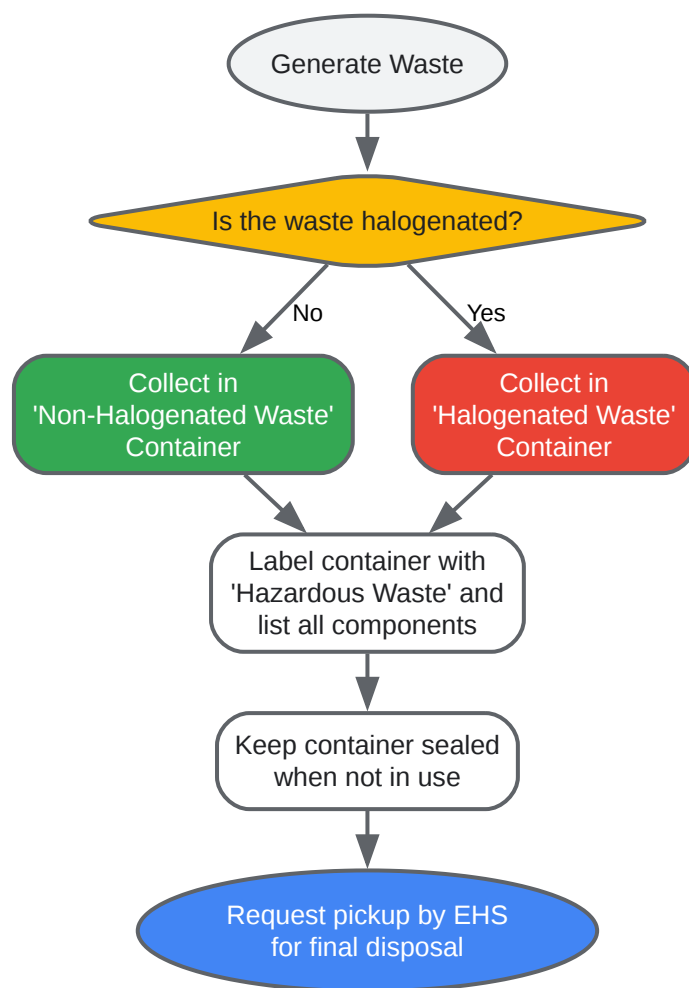 Generate Waste
Is the waste halogenated?
No
Yes
Collect in
'Non-Halogenated Waste'
Container
Collect in
'Halogenated Waste'
Container
Label container with
'Hazardous Waste' and
list all components
Keep container sealed
when not in use
Request pickup by EHS
for final disposal